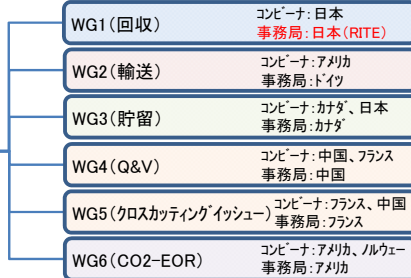 WG1(回収) ｺﾝﾋﾞｰﾅ:日本
事務局:日本(RITE)
WG2(輸送) ｺﾝﾋﾞｰﾅ:ｱﾒﾘｶ
事務局:ﾄﾞｲﾂ
WG3(貯留) ｺﾝﾋﾞｰﾅ:ｶﾅﾀﾞ、日本
事務局:ｶﾅﾀﾞ
WG4(Q&V) ｺﾝﾋﾞｰﾅ:中国、ﾌﾗﾝｽ
事務局:中国
WG5(ｸﾛｽｶｯﾃｨﾝｸﾞｲｯｼｭｰ) ｺﾝﾋﾞｰﾅ:ﾌﾗﾝｽ、中国
事務局:ﾌﾗﾝｽ
WG6(CO2-EOR) ｺﾝﾋﾞｰﾅ:ｱﾒﾘｶ、ﾉﾙｳｪｰ
事務局:ｱﾒﾘｶ